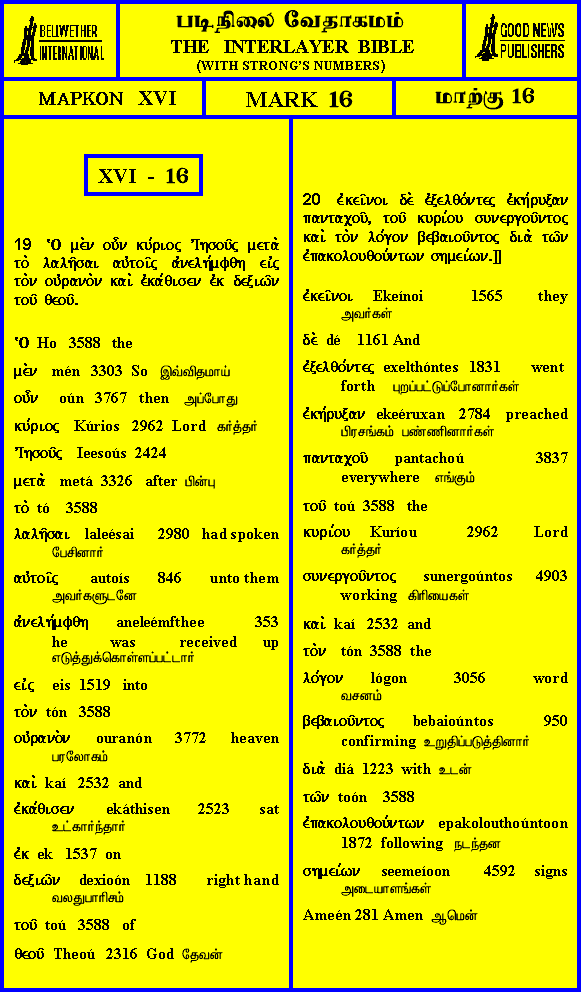 BELLWETHER
INTERNATIONAL
படிநிலை வேதாகமம்
THE INTERLAYER BIBLE
(WITH STRONG'S NUMBERS)
GOOD NEWS
PUBLISHERS
ΜΑΡΚΟΝ XVI
MARK 16
மாற்கு 16
XVI - 16
19 Ὁ μὲν οὖν κύριος Ἰησοῦς μετὰ
τὸ λαλῆσαι αὐτοῖς ἀνελήμφθη εἰς
τὸν οὐρανὸν καὶ ἐκάθισεν ἐκ δεξιῶν
τοῦ θεοῦ.
Ὁ Ho 3588 the
μὲν mén 3303 So இவ்விதமாய்
οὖν oún 3767 then அப்போது
κύριος Kúrios 2962 Lord கர்த்தர்
Ἰησοῦς Ieesoús 2424
μετὰ metá 3326 after பின்பு
τὸ tó 3588
λαλῆσαι laleésai 2980 had spoken
பேசினார்
αὐτοῖς autoís 846 unto them
அவர்களுடனே
ἀνελήμφθη aneleémfthee 353
he was received up
எடுத்துக்கொள்ளப்பட்டார்
εἰς eis 1519 into
τὸν tón 3588
οὐρανὸν ouranón 3772 heaven
பரலோகம்
καὶ kaí 2532 and
ἐκάθισεν ekáthisen 2523 sat
உட்கார்ந்தார்
ἐκ ek 1537 on
δεξιῶν dexioón 1188 right hand
வலதுபாரிசம்
τοῦ toú 3588 of
θεοῦ Theoú 2316 God தேவன்
20 ἐκεῖνοι δὲ ἐξελθόντες ἐκήρυξαν
πανταχοῦ, τοῦ κυρίου συνεργοῦντος
καὶ τὸν λόγον βεβαιοῦντος διὰ τῶν
ἐπακολουθούντων σημείων.]]
ἐκεῖνοι Ekeínoi 1565 they
அவர்கள்
δὲ dé 1161 And
ἐξελθόντες exelthóntes 1831 went
forth புறப்பட்டுப்போனார்கள்
ἐκήρυξαν ekeéruxan 2784 preached
பிரசங்கம் பண்ணினார்கள்
πανταχοῦ pantachoú 3837
everywhere எங்கும்
τοῦ toú 3588 the
κυρίου Kuríou 2962 Lord
கர்த்தர்
συνεργοῦντος sunergoúntos 4903
working கிரியைகள்
καὶ kaí 2532 and
τὸν tón 3588 the
λόγον lógon 3056 word
வசனம்
βεβαιοῦντος bebaioúntos 950
confirming உறுதிப்படுத்தினார்
διὰ diá 1223 with உடன்
τῶν toón 3588
ἐπακολουθούντων epakolouthoúntoon
1872 following நடந்தன
σημείων seemeíoon 4592 signs
அடையாளங்கள்
Ameén 281 Amen ஆமென்